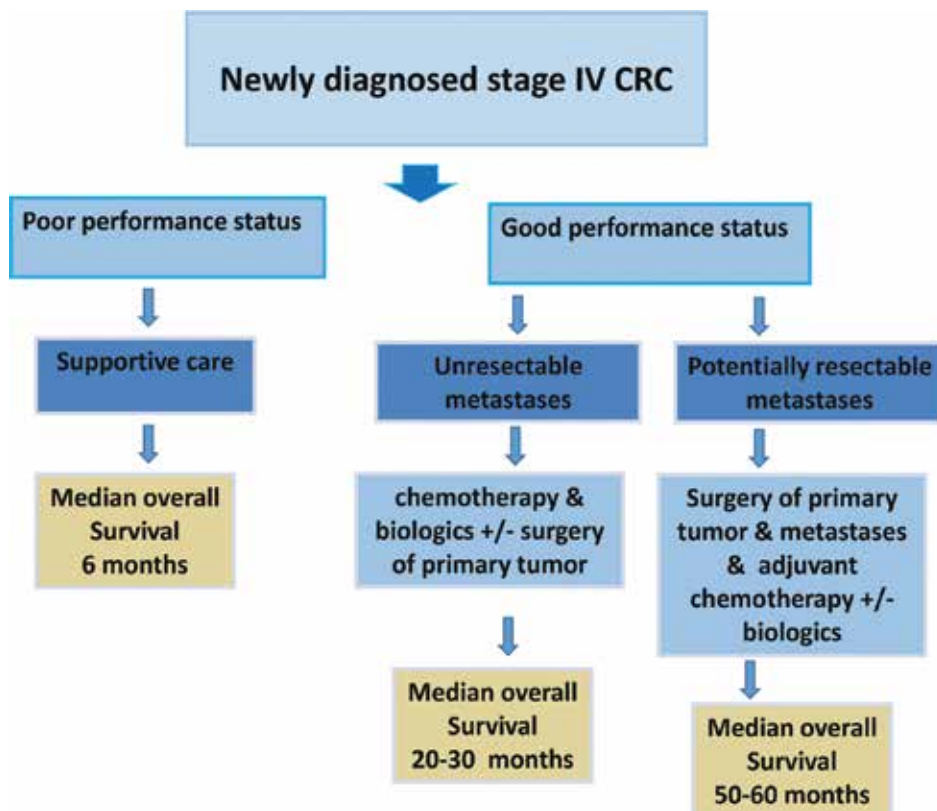 Newly diagnosed stage IV CRC
Poor performance status
Good performance status
Supportive care
Unresectable
metastases
Potentially resectable
metastases
Median overall
Survival
6 months
chemotherapy &
biologics +/- surgery
of primary tumor
Surgery of primary
tumor & metastases
& adjuvant
chemotherapy +/-
biologics
Median overall
Survival
20-30 months
Median overall
Survival
50-60 months